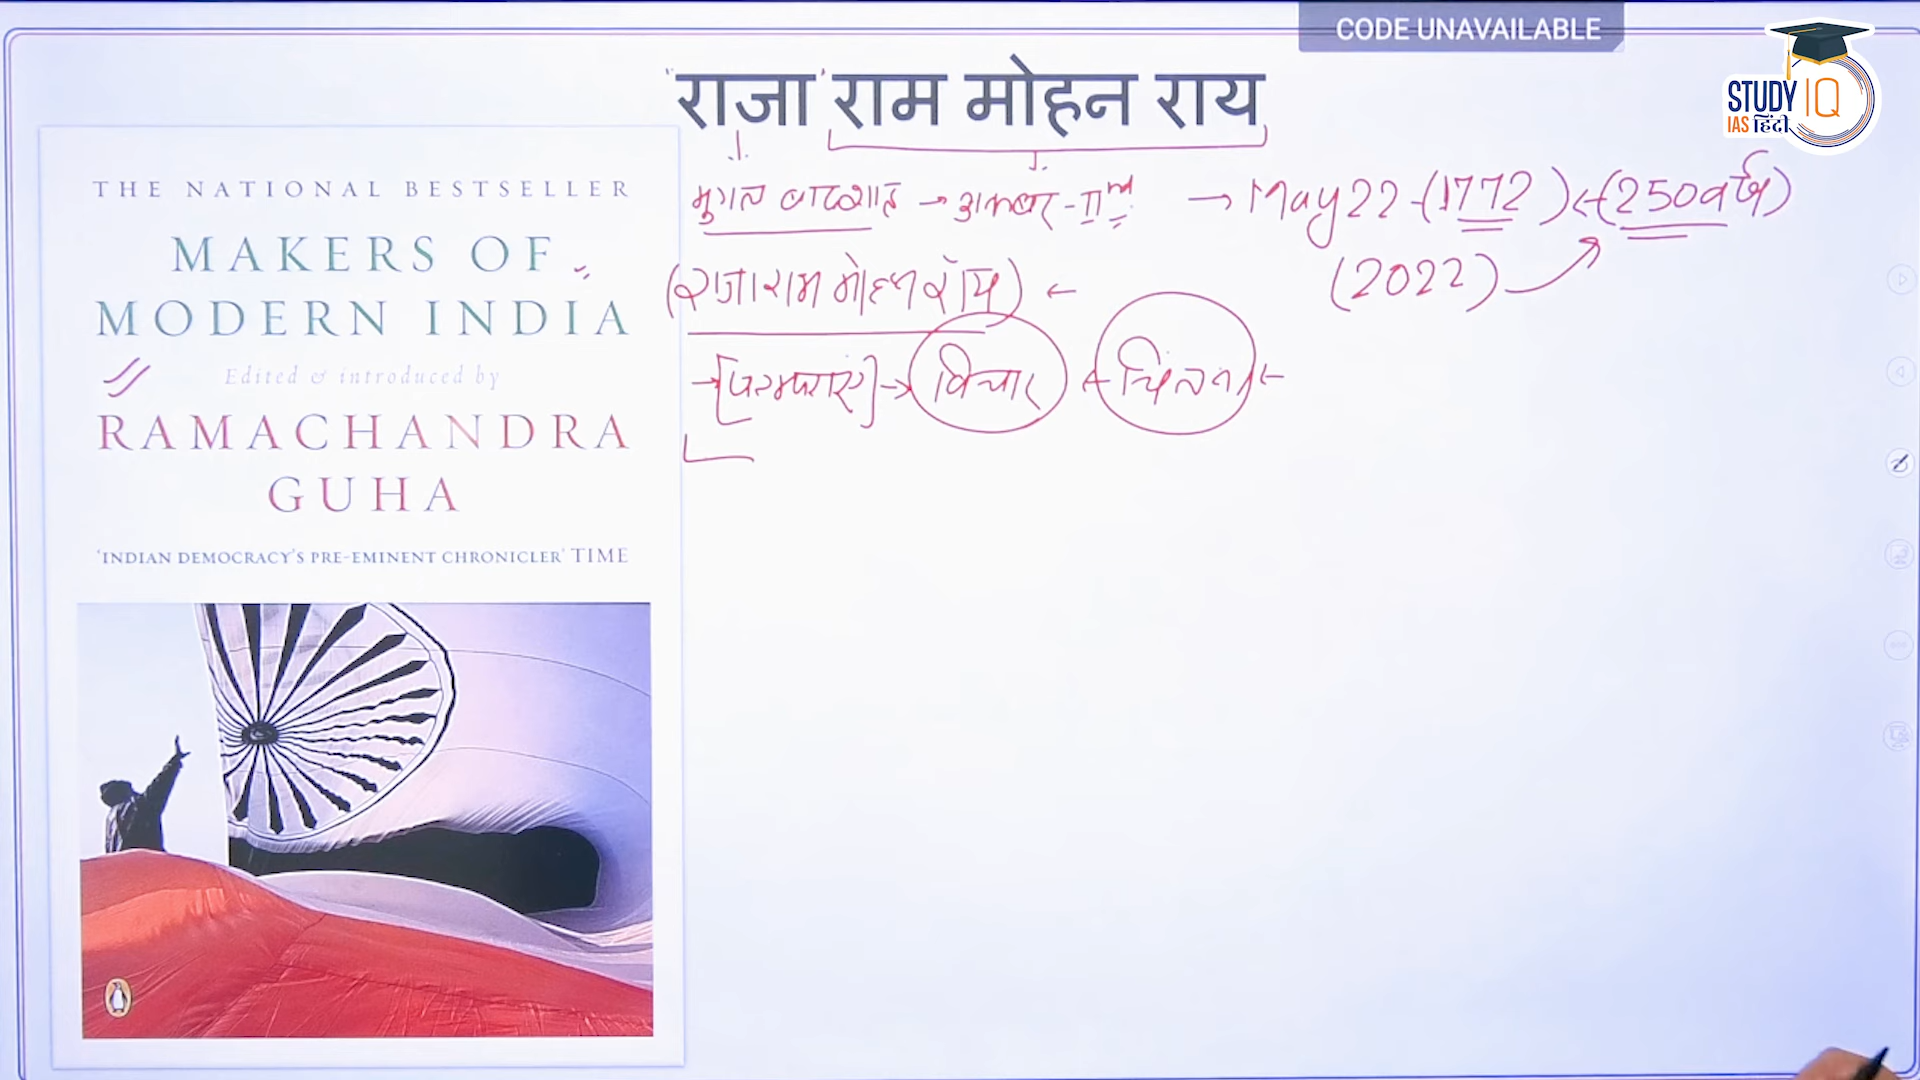 CODE UNAVAILABLE
STUDY IQ
IAS हिंदी
'राजा' राम मोहन राय
THE NATIONAL BESTSELLER
MAKERS OF
MODERN INDIA
Edited & introduced by
RAMACHANDRA
GUHA
'INDIAN DEMOCRACY'S PRE-EMINENT CHRONICLER' TIME
मुगल बादशाह → अकबर-IInd
→ May 22 - (1772) ← (250 वर्ष)
(2022)
(राजा राम मोहन रॉय) ←
→ [परम्पराएं] → विचार ← चिंतन ←